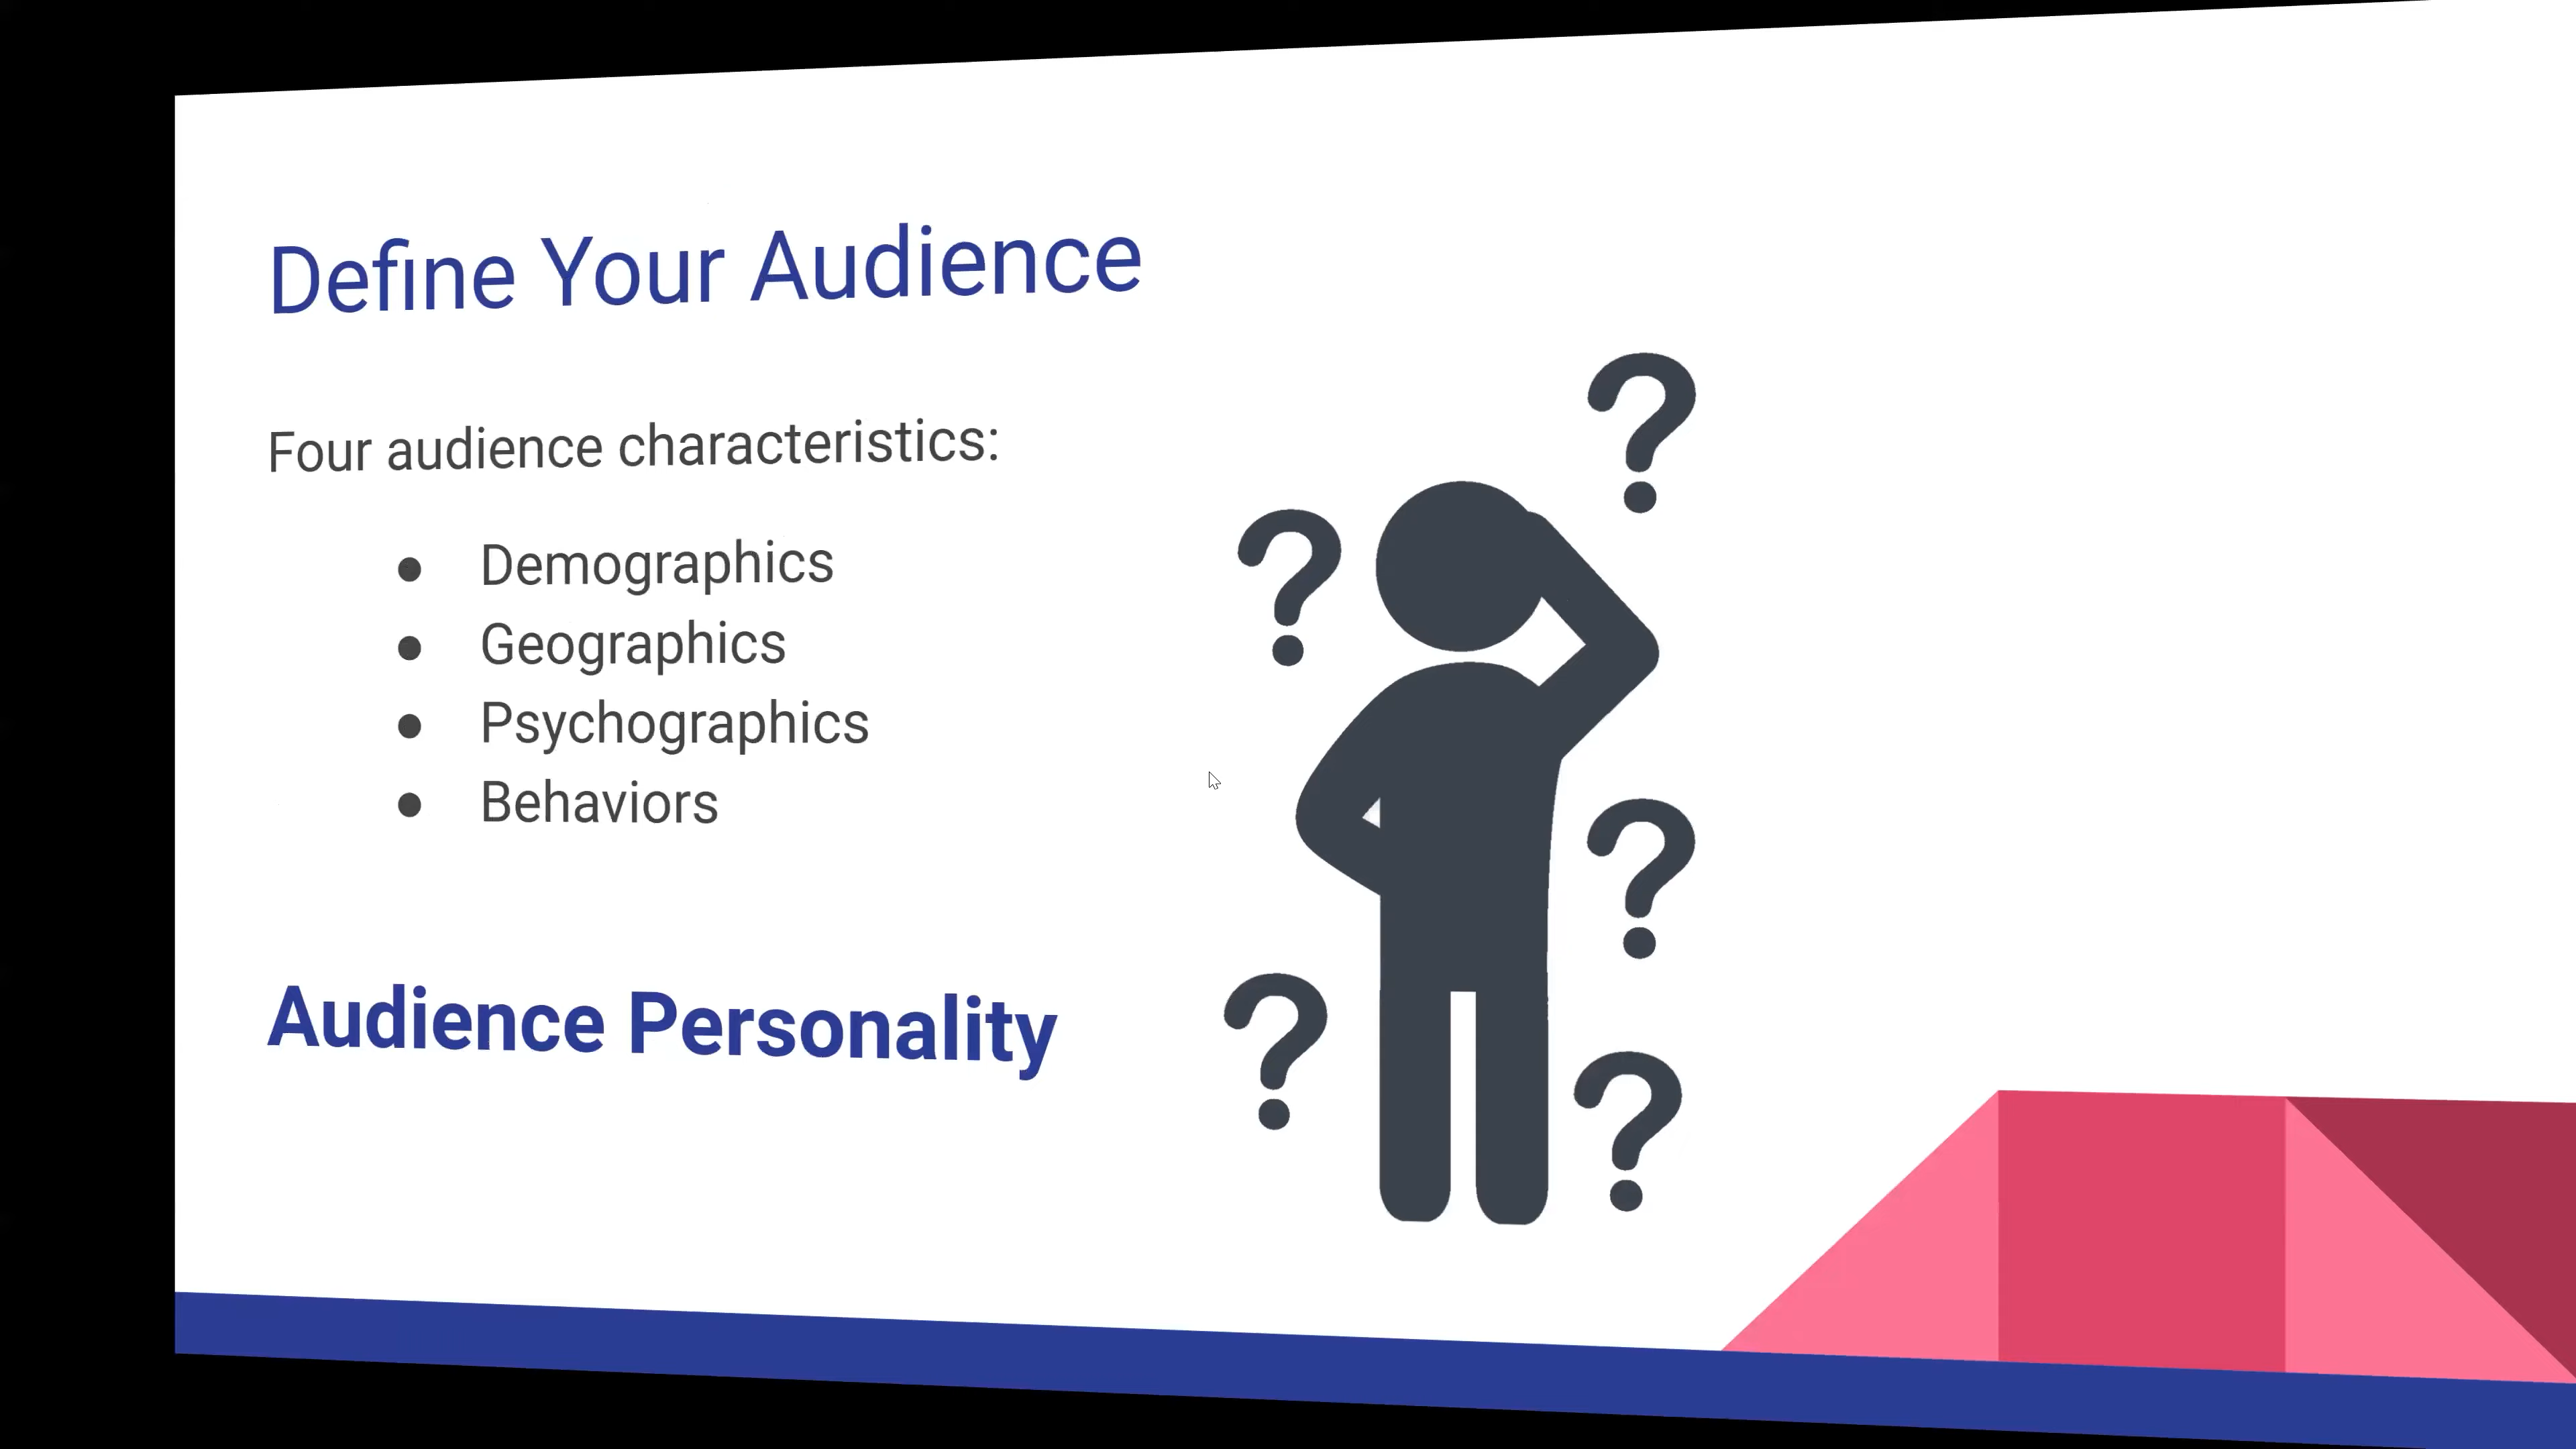 Define Your Audience
Four audience characteristics:
● Demographics
● Geographics
● Psychographics
● Behaviors
Audience Personality
? 
?
?
?
?